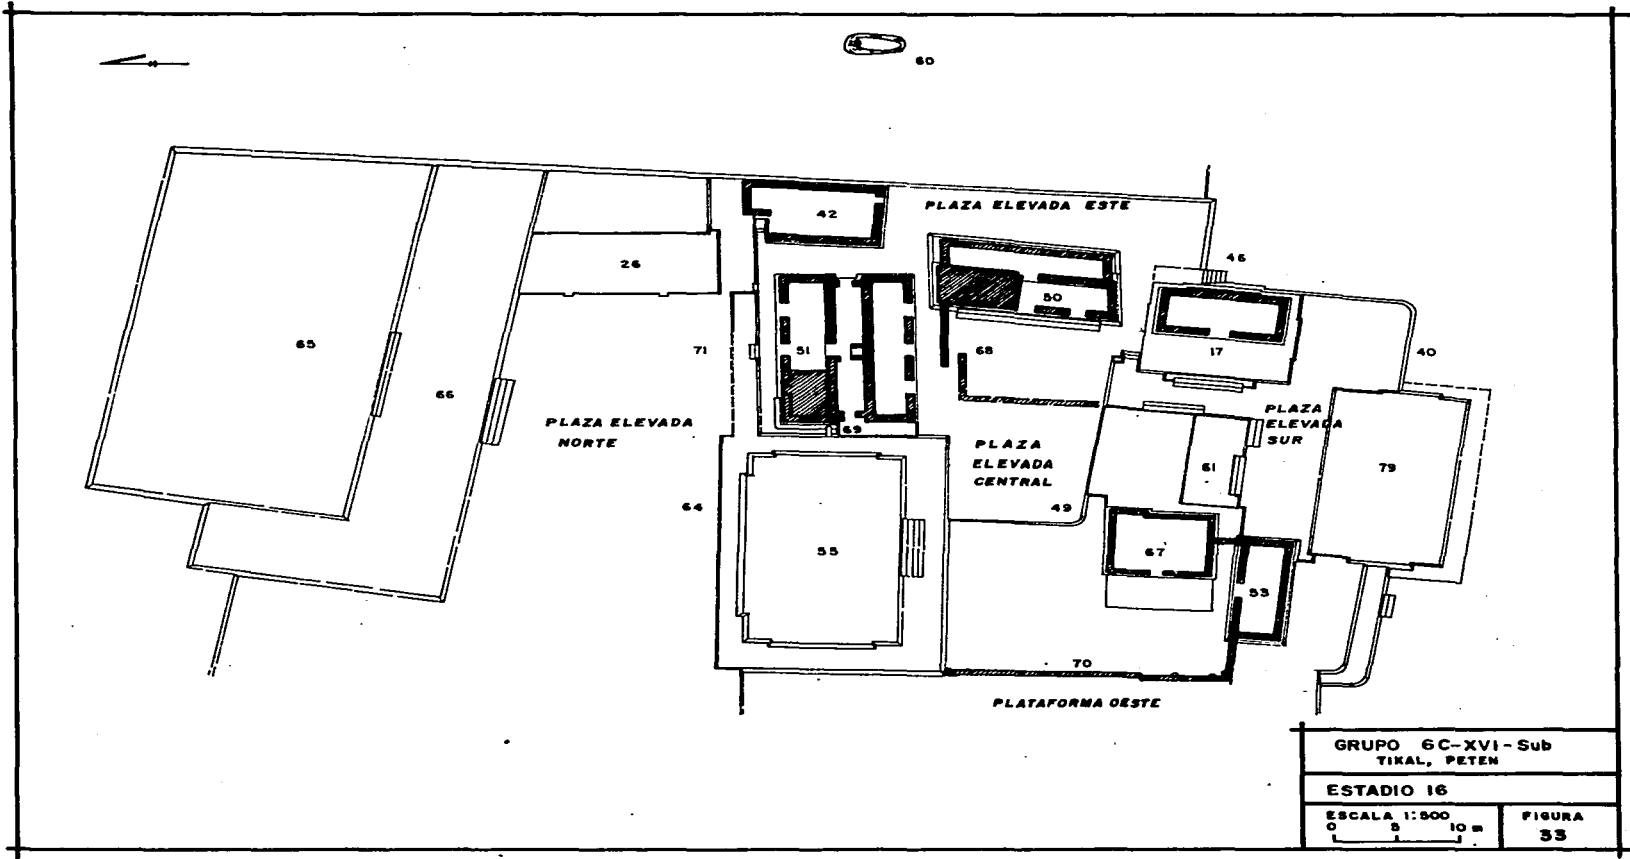 60
PLAZA ELEVADA ESTE
42
26
46
50
65
71
51
68
17
40
66
PLAZA ELEVADA
NORTE
69
PLAZA
ELEVADA
CENTRAL
PLAZA
ELEVADA
SUR
61
79
64
49
55
67
53
70
PLATAFORMA OESTE
GRUPO 6C-XVI-Sub
TIKAL, PETEN
ESTADIO 16
ESCALA 1:500
0 5 10 m
FIGURA
33
N